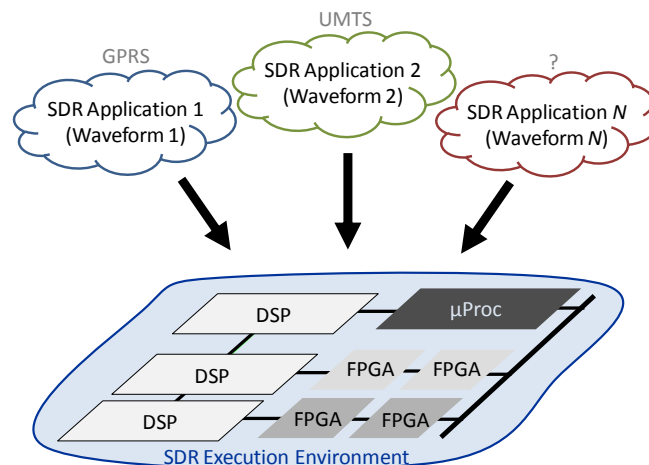 UMTS
GPRS
?
SDR Application 1
(Waveform 1)
SDR Application 2
(Waveform 2)
SDR Application N
(Waveform N)
DSP
µProc
DSP
FPGA
FPGA
DSP
FPGA
FPGA
SDR Execution Environment